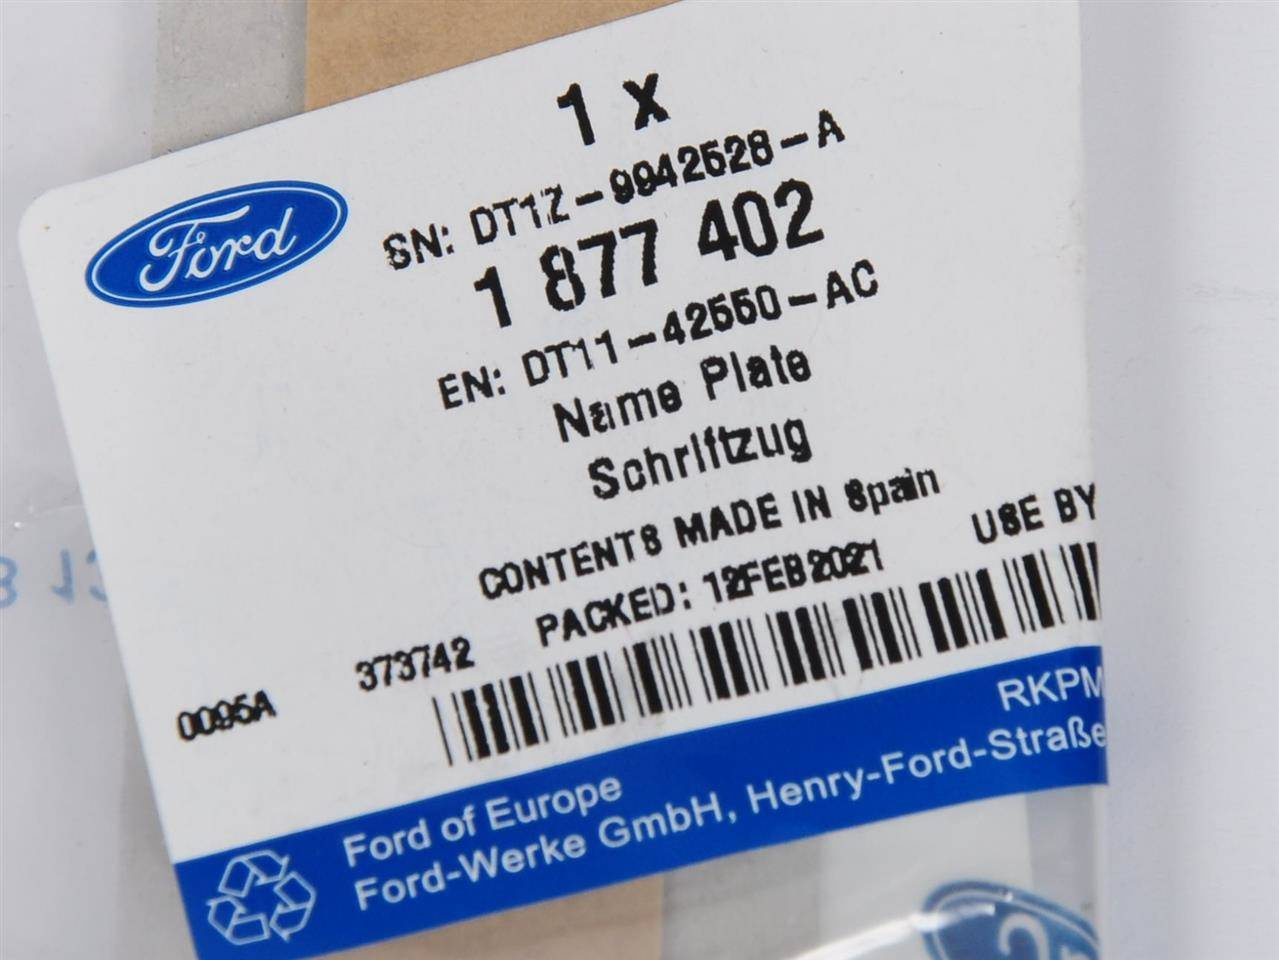 Ford
1 X
SN: DT1Z-9942528-A
1 877 402
EN: DT11-42550-AC
Name Plate
Schriftzug
CONTENTS MADE IN Spain
PACKED: 12FEB2021
USE BY
0095A
373742
RKPM
Ford of Europe
Ford-Werke GmbH, Henry-Ford-Straße